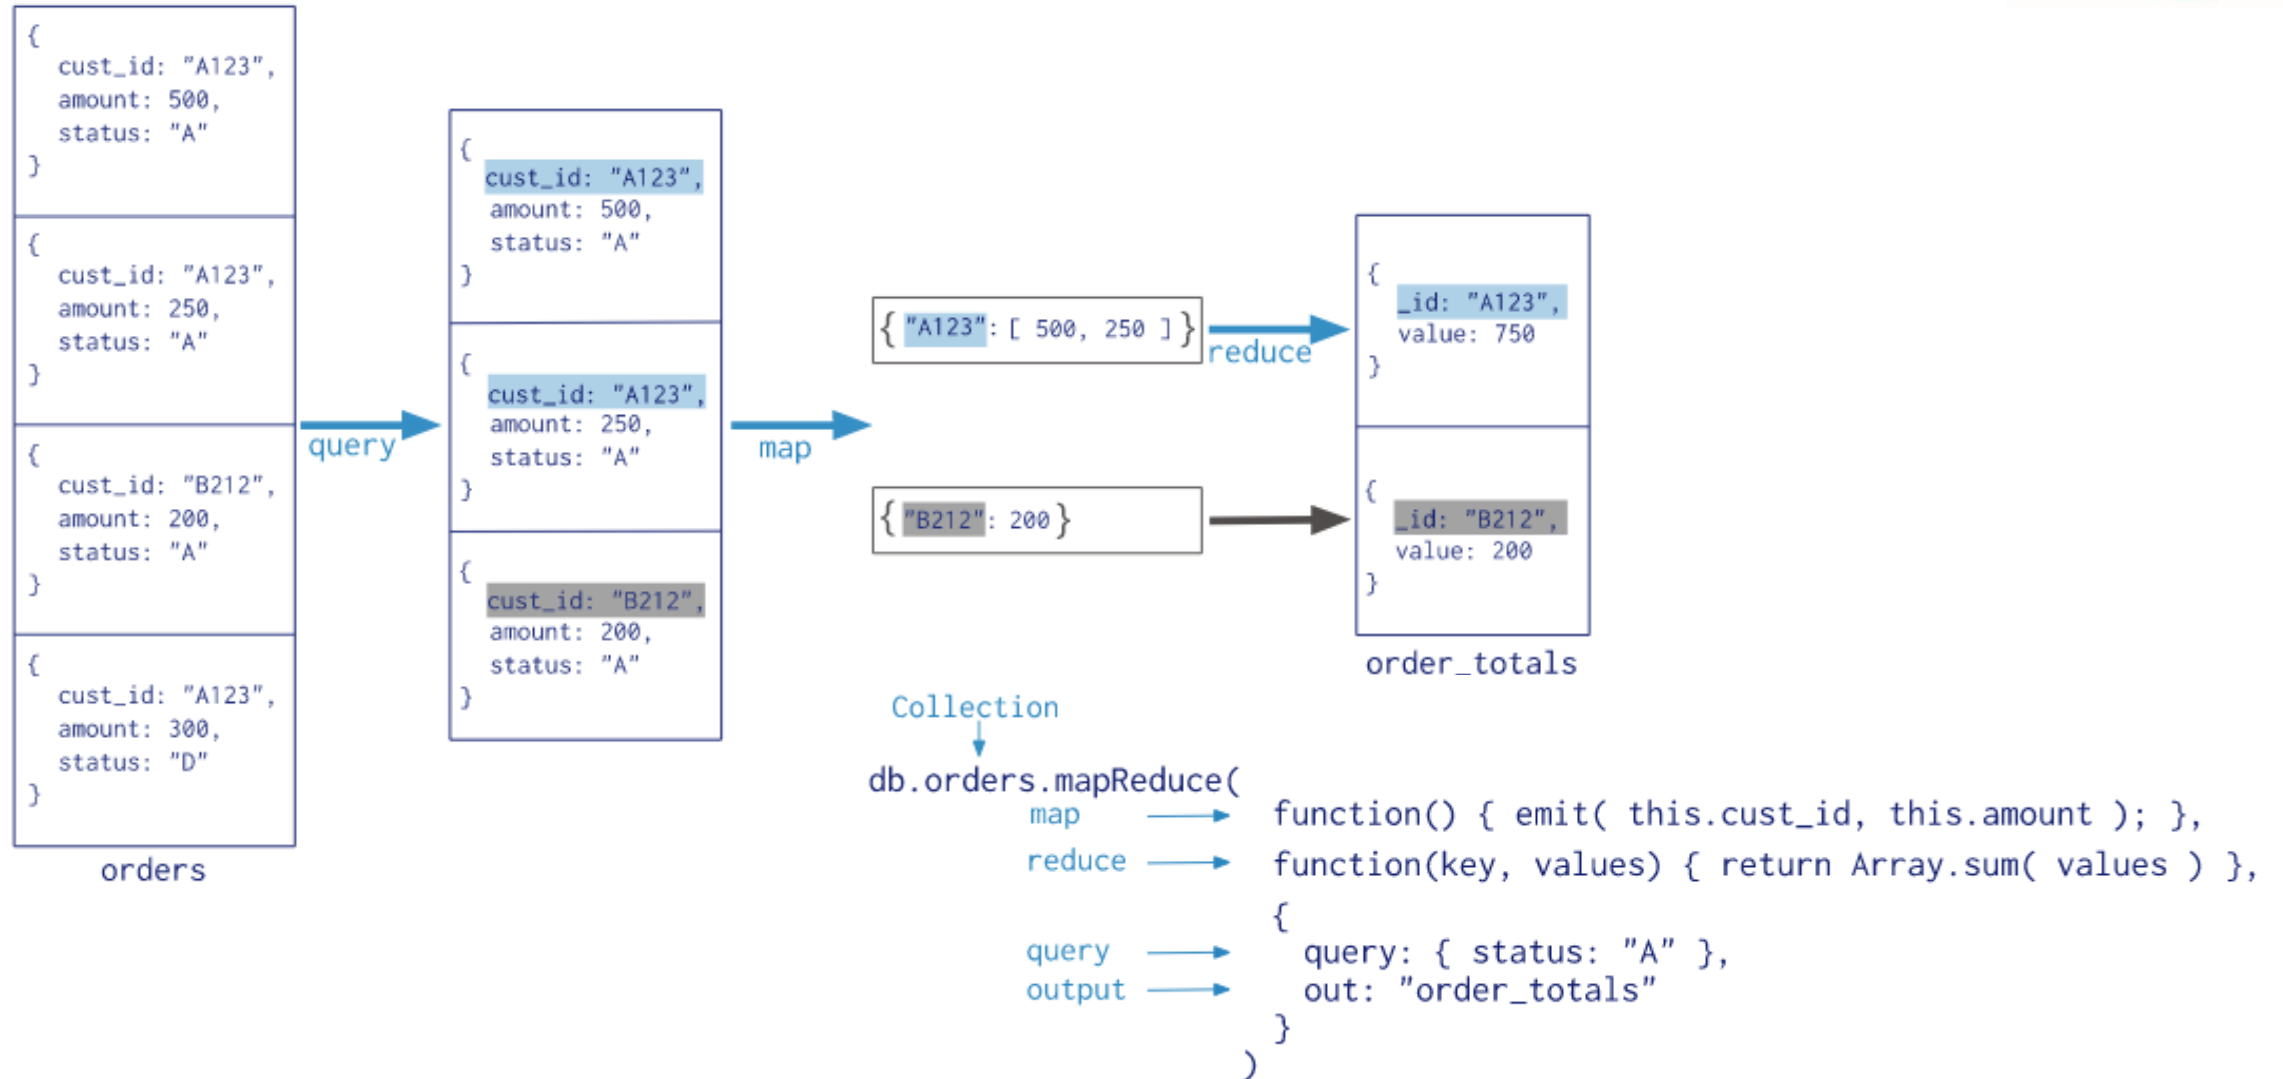 {
cust_id: "A123",
amount: 500,
status: "A"
}
{
cust_id: "A123",
amount: 250,
status: "A"
}
{
cust_id: "B212",
amount: 200,
status: "A"
}
{
cust_id: "A123",
amount: 300,
status: "D"
}
orders
query
{
cust_id: "A123",
amount: 500,
status: "A"
}
{
cust_id: "A123",
amount: 250,
status: "A"
}
{
cust_id: "B212",
amount: 200,
status: "A"
}
map
{ "A123": [ 500, 250 ] }
reduce
{ "B212": 200 }
{
_id: "A123",
value: 750
}
{
_id: "B212",
value: 200
}
order_totals
Collection
db.orders.mapReduce(
map function() { emit( this.cust_id, this.amount ); },
reduce function(key, values) { return Array.sum( values ) },
{
query query: { status: "A" },
output out: "order_totals"
}
)